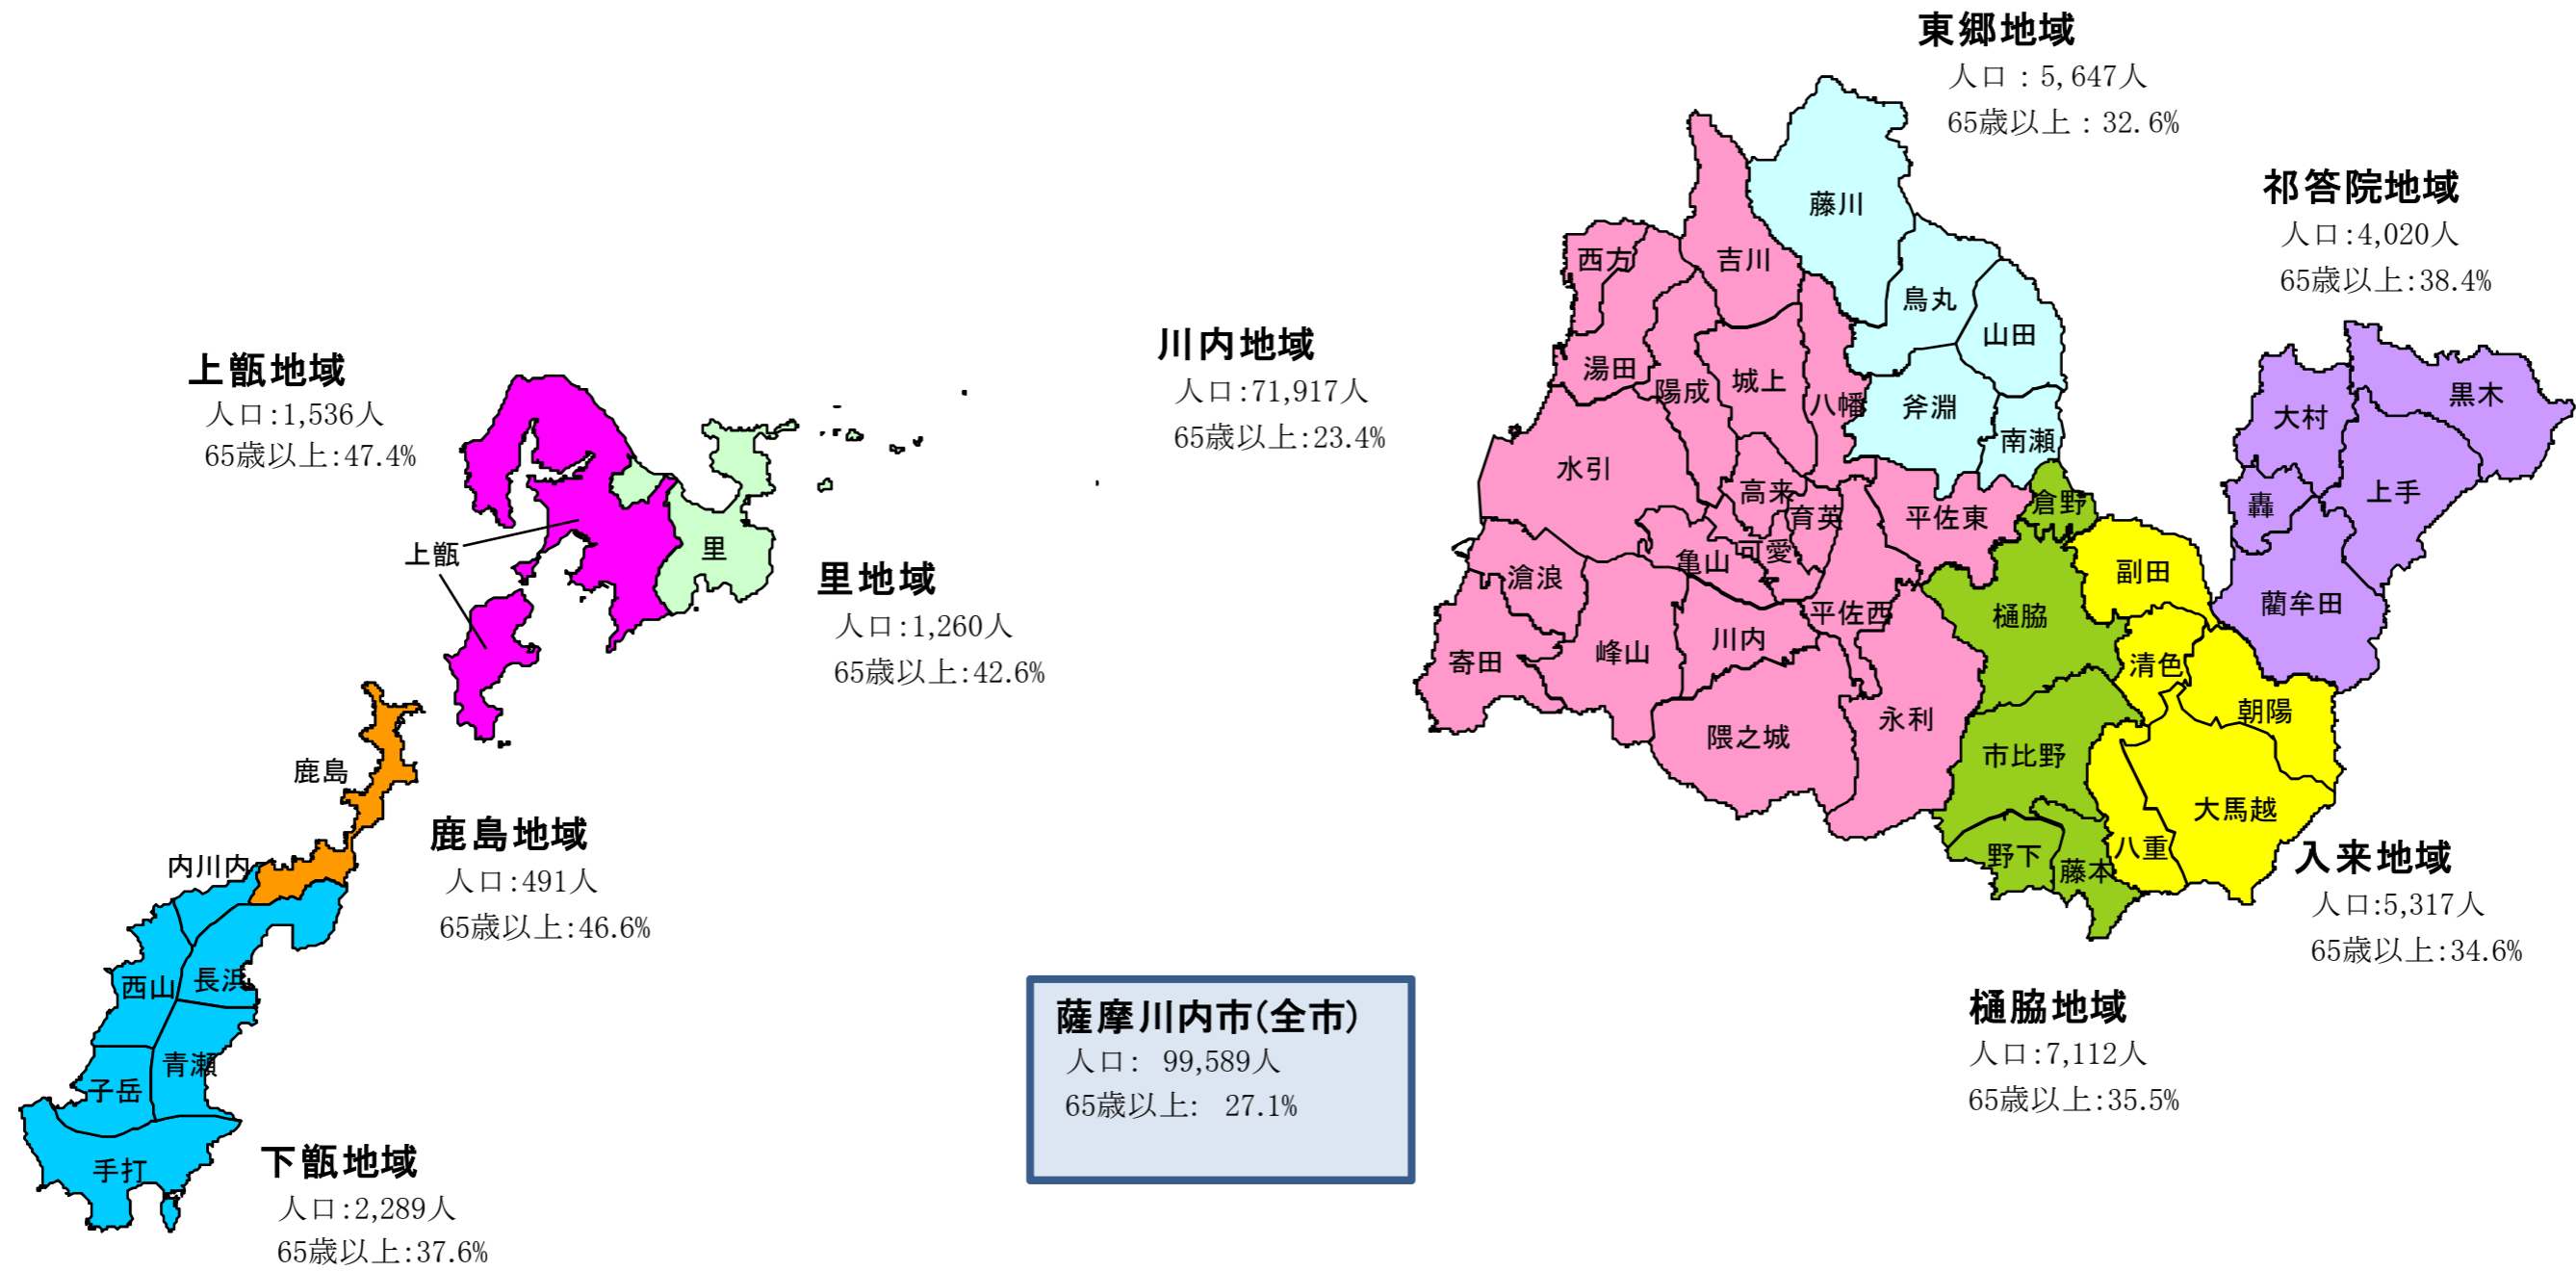 東郷地域
人口：5,647人
65歳以上：32.6%
祁答院地域
人口:4,020人
65歳以上:38.4%
川内地域
人口:71,917人
65歳以上:23.4%
上甑地域
人口:1,536人
65歳以上:47.4%
里地域
人口:1,260人
65歳以上:42.6%
鹿島地域
人口:491人
65歳以上:46.6%
下甑地域
人口:2,289人
65歳以上:37.6%
入来地域
人口:5,317人
65歳以上:34.6%
樋脇地域
人口:7,112人
65歳以上:35.5%
薩摩川内市(全市)
人口: 99,589人
65歳以上: 27.1%
上甑
里
鹿島
内川内
西山
長浜
青瀬
子岳
手打
藤川
鳥丸
山田
斧淵
南瀬
西方
吉川
湯田
陽成
城上
八幡
水引
高来
育英
平佐東
亀山
可愛
滄浪
寄田
峰山
川内
平佐西
隈之城
永利
倉野
樋脇
市比野
野下
藤本
副田
清色
朝陽
大馬越
八重
黒木
大村
上手
轟
藺牟田